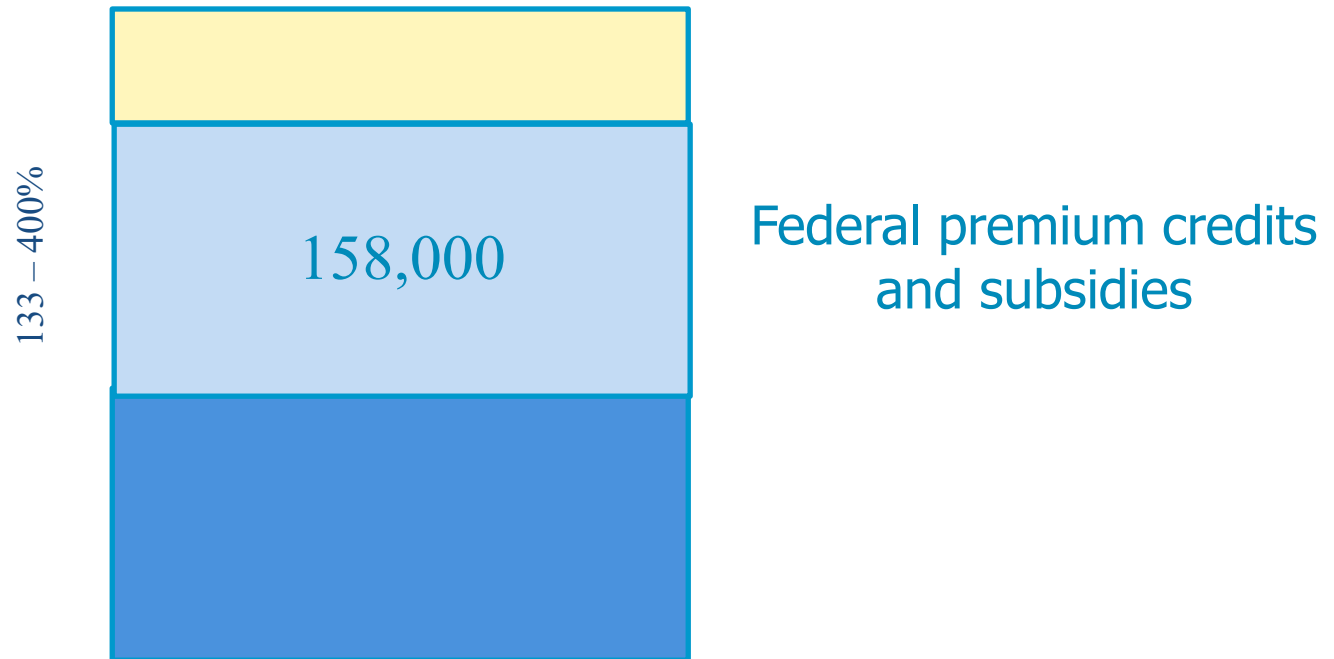 133 – 400%
158,000
Federal premium credits
and subsidies